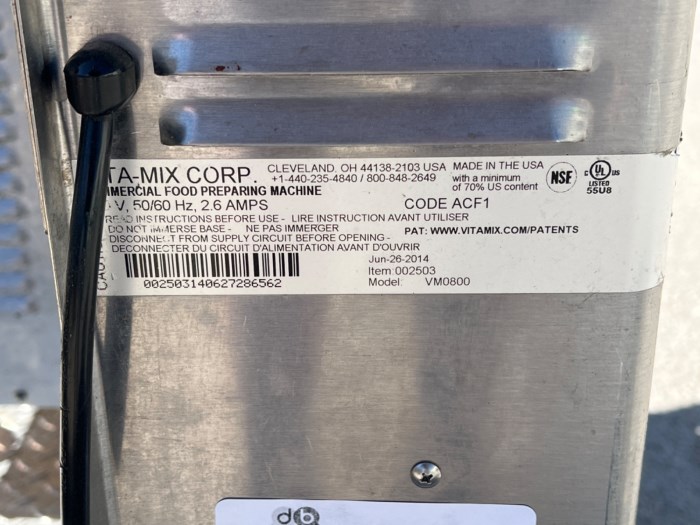 TA-MIX CORP. CLEVELAND, OH 44138-2103 USA MADE IN THE USA
+1-440-235-4840 / 800-848-2649 with a minimum of 70% US content
MERCIAL FOOD PREPARING MACHINE
V, 50/60 Hz, 2.6 AMPS CODE ACF1
NSF
UL
LISTED
55U8
INSTRUCTIONS BEFORE USE - LIRE INSTRUCTION AVANT UTILISER
DO NOT IMMERSE BASE - NE PAS IMMERGER PAT: WWW.VITAMIX.COM/PATENTS
DISCONNECT FROM SUPPLY CIRCUIT BEFORE OPENING -
DECONNECTER DU CIRCUIT D'ALIMENTATION AVANT D'OUVRIR
Jun-26-2014
Item:002503
Model: VM0800
002503140627286562
db